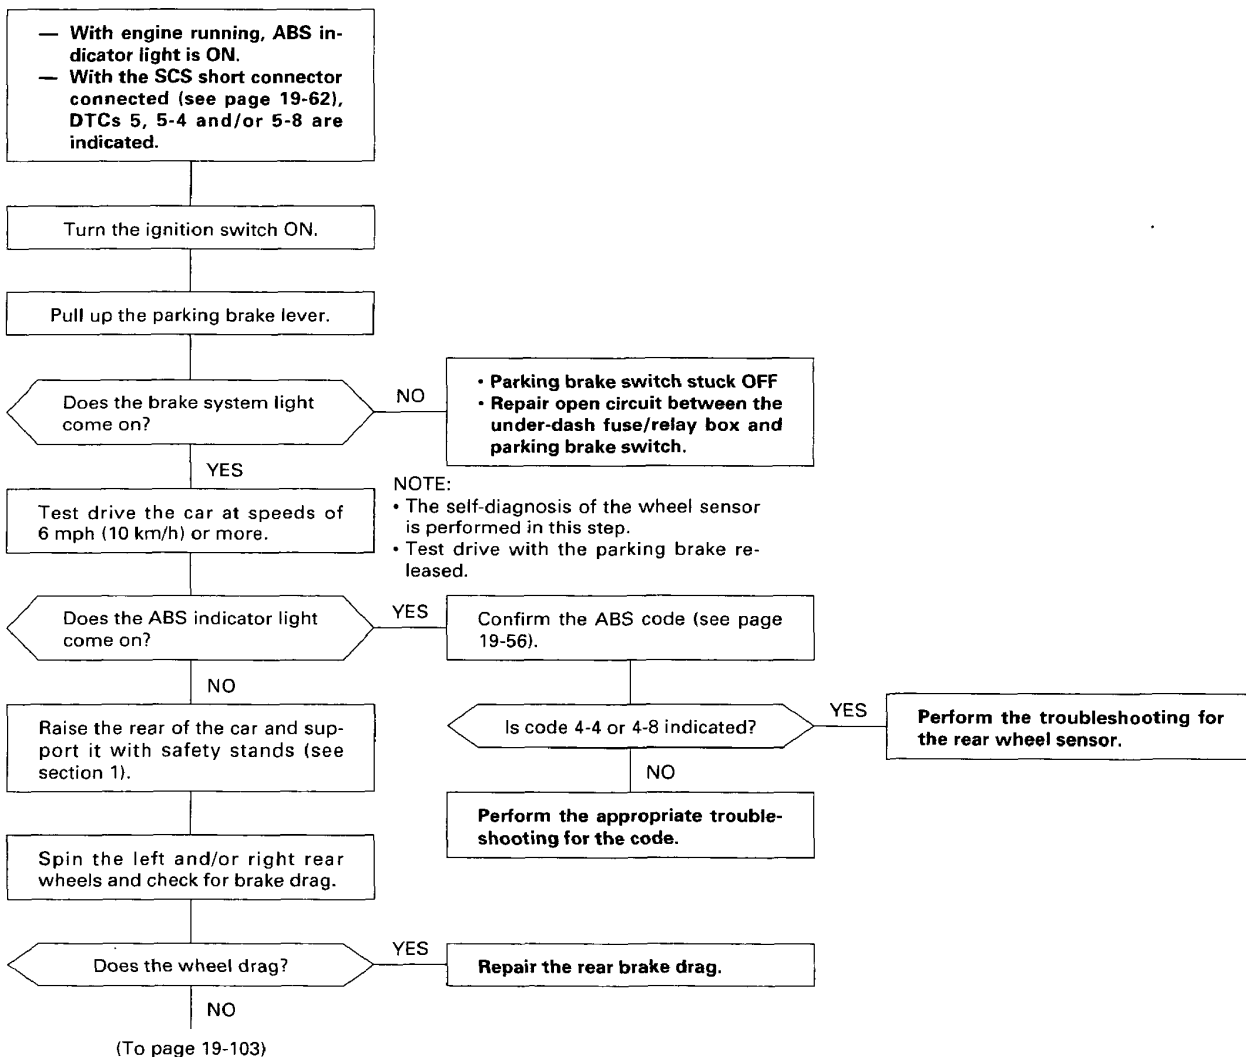 — With engine running, ABS in-
dicator light is ON.
— With the SCS short connector
connected (see page 19-62),
DTCs 5, 5-4 and/or 5-8 are
indicated.
Turn the ignition switch ON.
Pull up the parking brake lever.
Does the brake system light
come on?
NO
• Parking brake switch stuck OFF
• Repair open circuit between the
under-dash fuse/relay box and
parking brake switch.
YES
Test drive the car at speeds of
6 mph (10 km/h) or more.
NOTE:
• The self-diagnosis of the wheel sensor
is performed in this step.
• Test drive with the parking brake re-
leased.
Does the ABS indicator light
come on?
YES
Confirm the ABS code (see page
19-56).
NO
Is code 4-4 or 4-8 indicated?
YES
Perform the troubleshooting for
the rear wheel sensor.
NO
Perform the appropriate trouble-
shooting for the code.
Raise the rear of the car and sup-
port it with safety stands (see
section 1).
Spin the left and/or right rear
wheels and check for brake drag.
Does the wheel drag?
YES
Repair the rear brake drag.
NO
(To page 19-103)